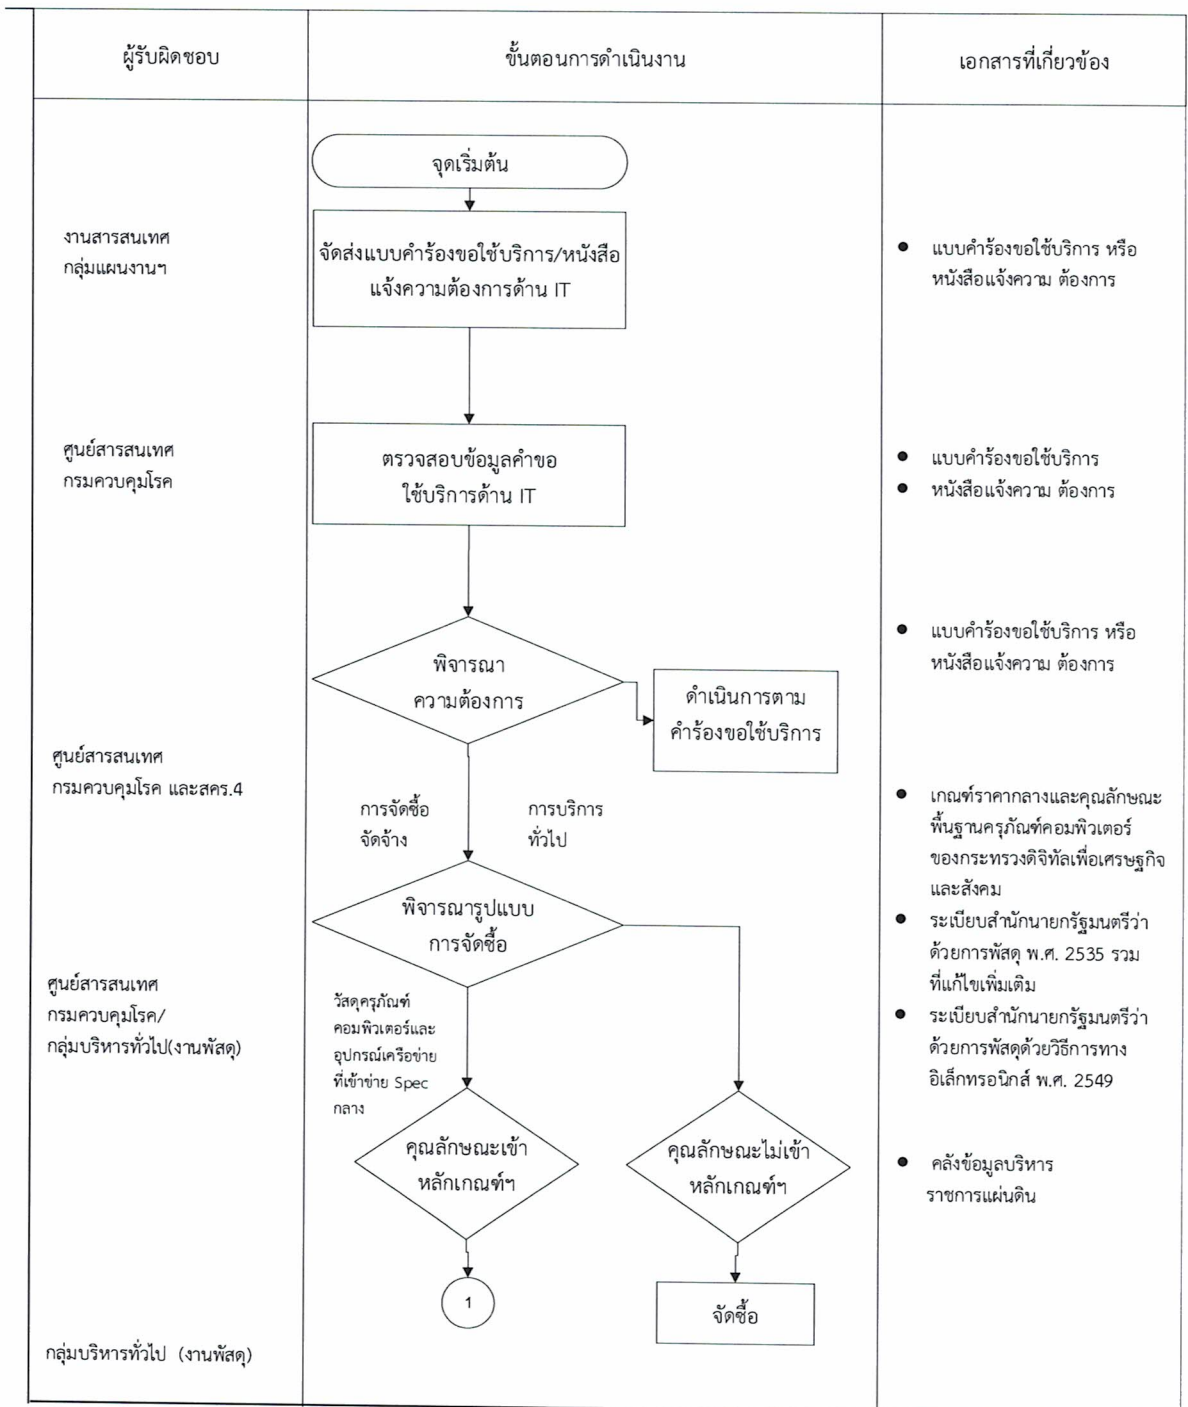 ผู้รับผิดชอบ
ขั้นตอนการดำเนินงาน
เอกสารที่เกี่ยวข้อง
จุดเริ่มต้น
งานสารสนเทศ
กลุ่มแผนงานฯ
จัดส่งแบบคำร้องขอใช้บริการ/หนังสือ
แจ้งความต้องการด้าน IT
● แบบคำร้องขอใช้บริการ หรือ
หนังสือแจ้งความ ต้องการ
ศูนย์สารสนเทศ
กรมควบคุมโรค
ตรวจสอบข้อมูลคำขอ
ใช้บริการด้าน IT
● แบบคำร้องขอใช้บริการ
● หนังสือแจ้งความ ต้องการ
พิจารณา
ความต้องการ
ดำเนินการตาม
คำร้องขอใช้บริการ
● แบบคำร้องขอใช้บริการ หรือ
หนังสือแจ้งความ ต้องการ
ศูนย์สารสนเทศ
กรมควบคุมโรค และสคร.4
การจัดซื้อ
จัดจ้าง
การบริการ
ทั่วไป
● เกณฑ์ราคากลางและคุณลักษณะ
พื้นฐานครุภัณฑ์คอมพิวเตอร์
ของกระทรวงดิจิทัลเพื่อเศรษฐกิจ
และสังคม
พิจารณารูปแบบ
การจัดซื้อ
● ระเบียบสำนักนายกรัฐมนตรีว่า
ด้วยการพัสดุ พ.ศ. 2535 รวม
ที่แก้ไขเพิ่มเติม
ศูนย์สารสนเทศ
กรมควบคุมโรค/
กลุ่มบริหารทั่วไป(งานพัสดุ)
วัสดุครุภัณฑ์
คอมพิวเตอร์และ
อุปกรณ์เครือข่าย
ที่เข้าข่าย Spec
กลาง
● ระเบียบสำนักนายกรัฐมนตรีว่า
ด้วยการพัสดุด้วยวิธีการทาง
อิเล็กทรอนิกส์ พ.ศ. 2549
คุณลักษณะเข้า
หลักเกณฑ์ฯ
คุณลักษณะไม่เข้า
หลักเกณฑ์ฯ
● คลังข้อมูลบริหาร
ราชการแผ่นดิน
1
จัดซื้อ
กลุ่มบริหารทั่วไป (งานพัสดุ)